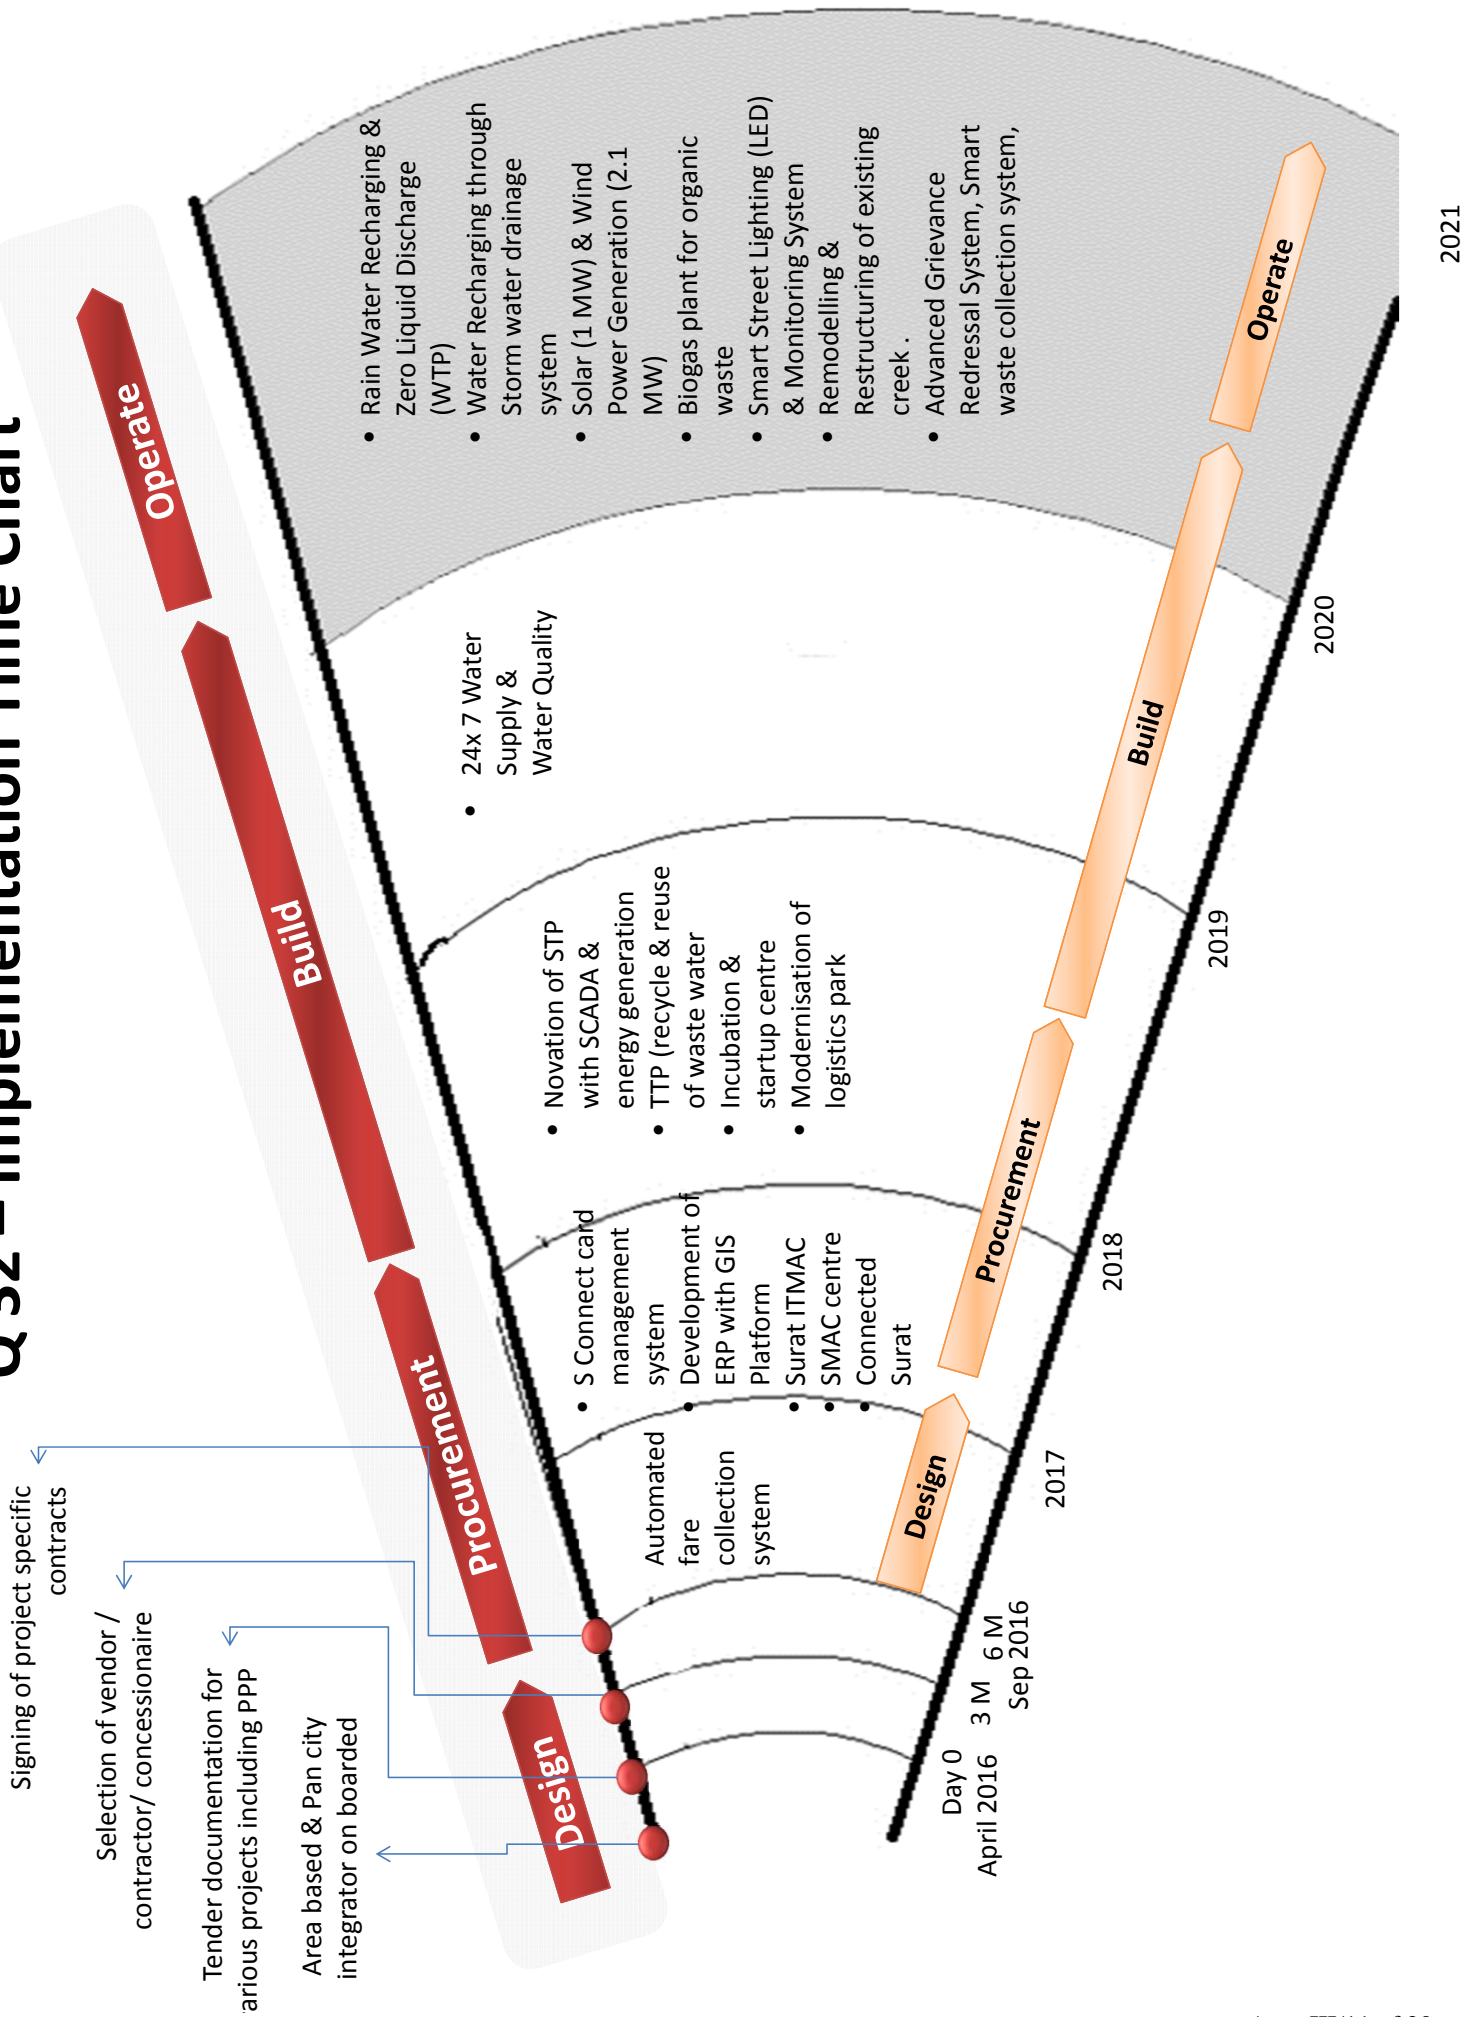 Q 32 – Implementation Time Chart
Signing of project specific
contracts
Selection of vendor /
contractor/ concessionaire
Tender documentation for
various projects including PPP
Area based & Pan city
integrator on boarded
Design
Procurement
Build
Operate
Automated
fare
collection
system
• S Connect card
management
system
• Development of
ERP with GIS
Platform
• Surat ITMAC
• SMAC centre
• Connected
Surat
• Novation of STP
with SCADA &
energy generation
• TTP (recycle & reuse
of waste water
• Incubation &
startup centre
• Modernisation of
logistics park
• 24x 7 Water
Supply &
Water Quality
• Rain Water Recharging &
Zero Liquid Discharge
(WTP)
• Water Recharging through
Storm water drainage
system
• Solar (1 MW) & Wind
Power Generation (2.1
MW)
• Biogas plant for organic
waste
• Smart Street Lighting (LED)
& Monitoring System
• Remodelling &
Restructuring of existing
creek .
• Advanced Grievance
Redressal System, Smart
waste collection system,
Design
Procurement
Build
Operate
Day 0
April 2016
3 M
6 M
Sep 2016
2017
2018
2019
2020
2021